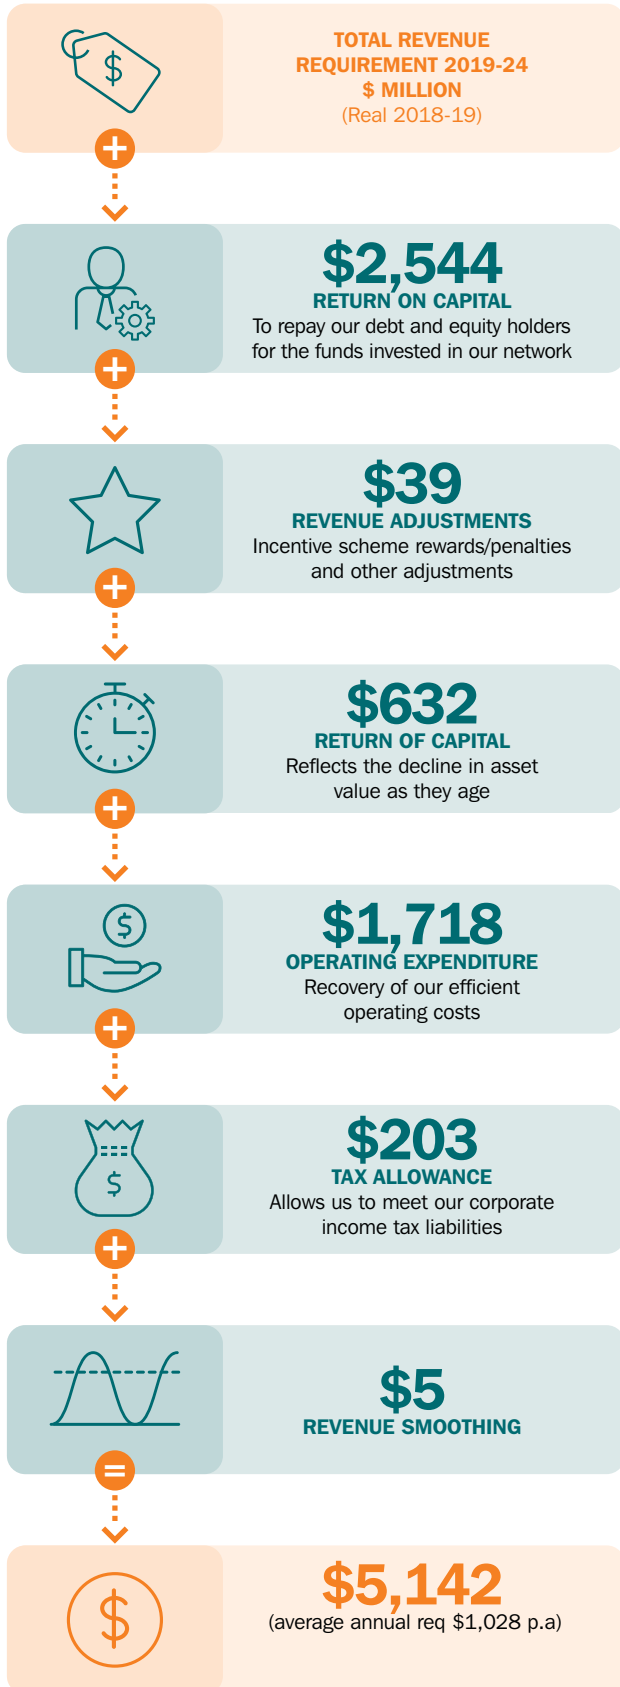 $
TOTAL REVENUE
REQUIREMENT 2019-24
$ MILLION
(Real 2018-19)
+
$2,544
RETURN ON CAPITAL
To repay our debt and equity holders
for the funds invested in our network
+
$39
REVENUE ADJUSTMENTS
Incentive scheme rewards/penalties
and other adjustments
+
$632
RETURN OF CAPITAL
Reflects the decline in asset
value as they age
+
$
$1,718
OPERATING EXPENDITURE
Recovery of our efficient
operating costs
+
$
$203
TAX ALLOWANCE
Allows us to meet our corporate
income tax liabilities
+
$5
REVENUE SMOOTHING
=
$
$5,142
(average annual req $1,028 p.a)